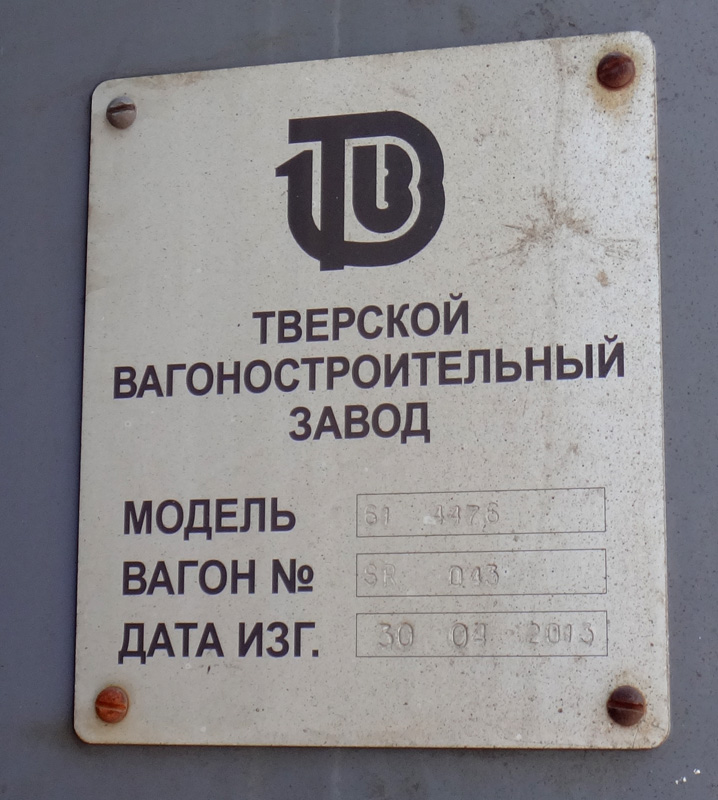 ТВЕРСКОЙ
ВАГОНОСТРОИТЕЛЬНЫЙ
ЗАВОД
МОДЕЛЬ 61 4476
ВАГОН № SR 043
ДАТА ИЗГ. 30 2013